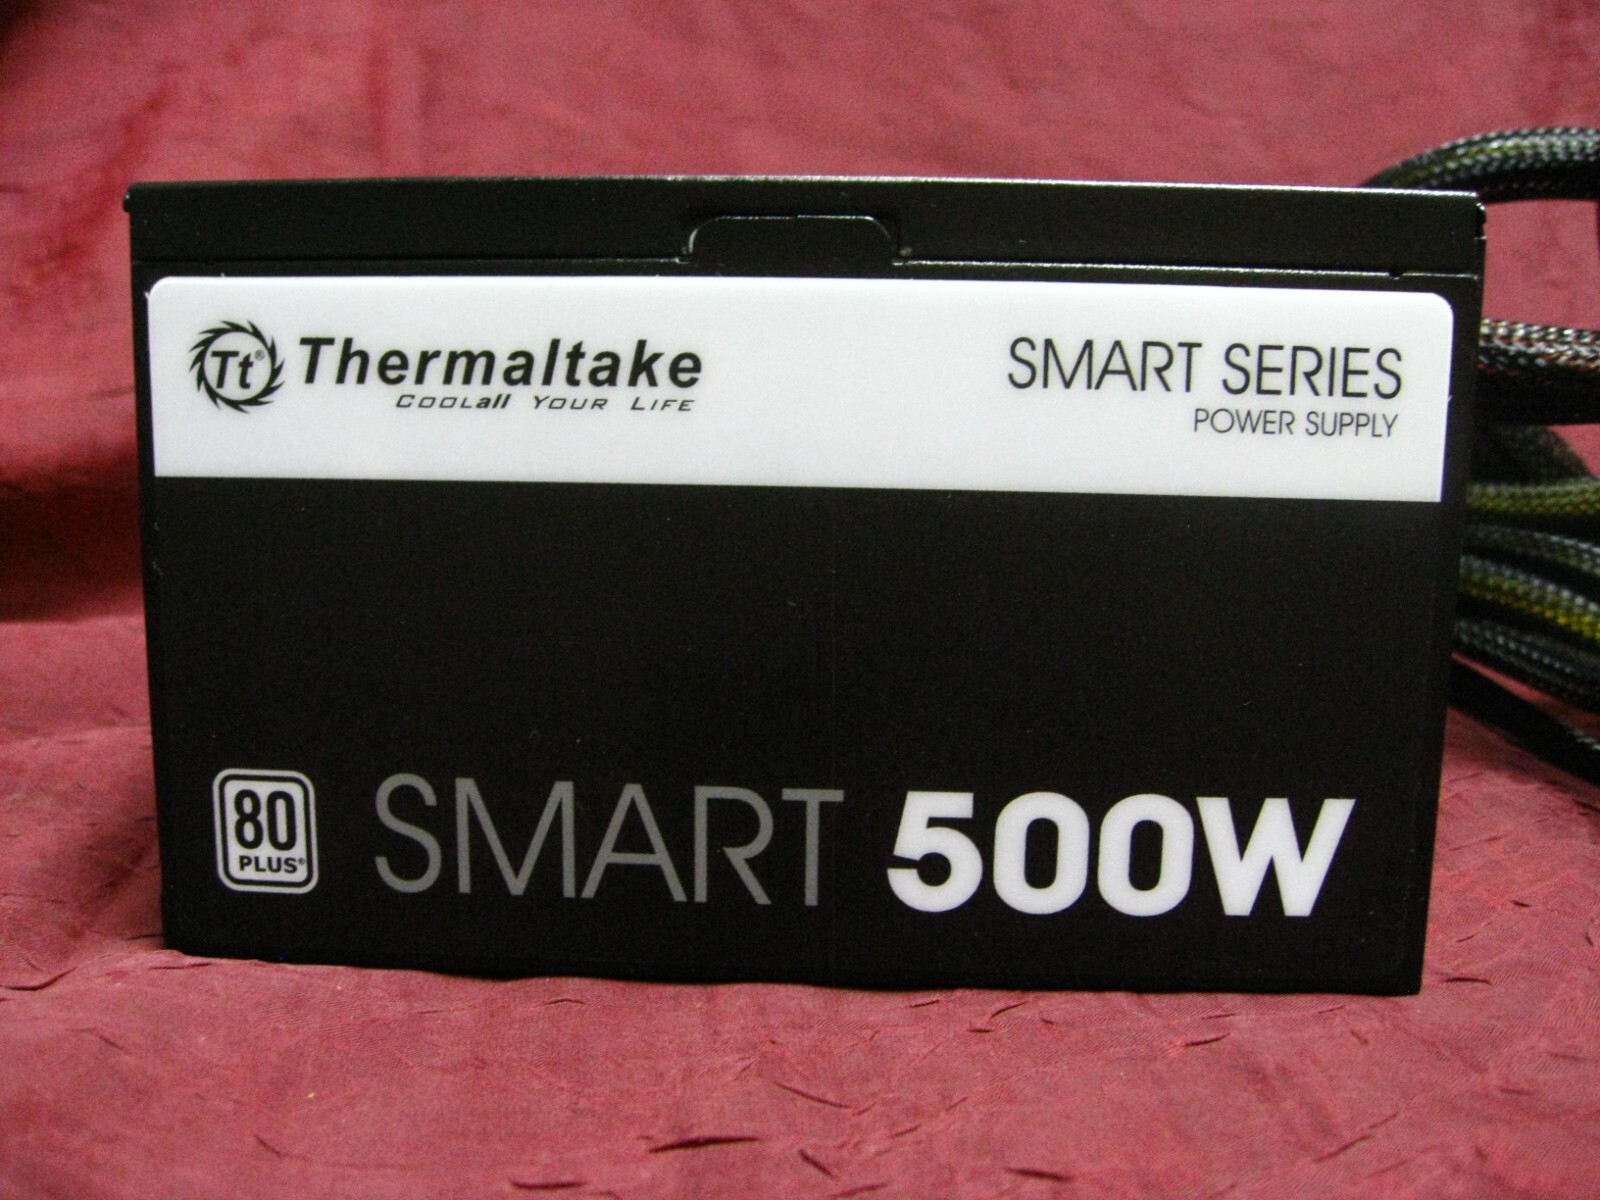 Tt® Thermaltake
COOLall YOUR LIFE
SMART SERIES
POWER SUPPLY
80
PLUS®
SMART 500W